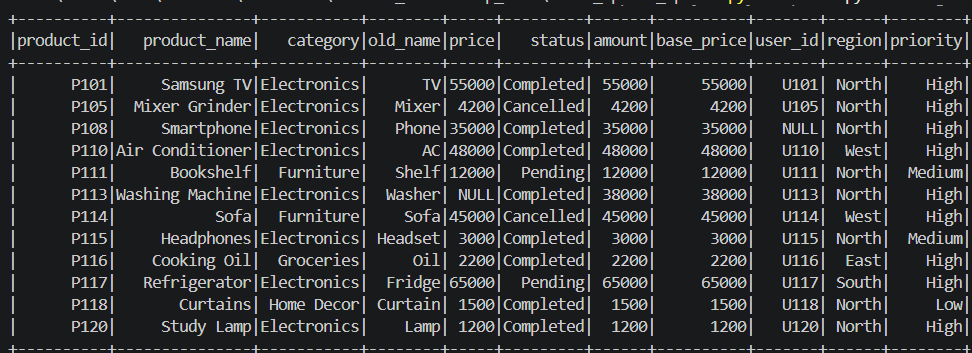 +----------+---------------+-----------+--------+-----+---------+------+----------+-------+------+--------+
|product_id|   product_name|   category|old_name|price|   status|amount|base_price|user_id|region|priority|
+----------+---------------+-----------+--------+-----+---------+------+----------+-------+------+--------+
|      P101|     Samsung TV|Electronics|      TV|55000|Completed| 55000|     55000|   U101| North|    High|
|      P105|  Mixer Grinder|Electronics|   Mixer| 4200|Cancelled|  4200|      4200|   U105| North|    High|
|      P108|     Smartphone|Electronics|   Phone|35000|Completed| 35000|     35000|   NULL| North|    High|
|      P110|Air Conditioner|Electronics|      AC|48000|Completed| 48000|     48000|   U110|  West|    High|
|      P111|      Bookshelf|  Furniture|   Shelf|12000|  Pending| 12000|     12000|   U111| North|  Medium|
|      P113|Washing Machine|Electronics|  Washer| NULL|Completed| 38000|     38000|   U113| North|    High|
|      P114|           Sofa|  Furniture|    Sofa|45000|Cancelled| 45000|     45000|   U114|  West|    High|
|      P115|     Headphones|Electronics| Headset| 3000|Completed|  3000|      3000|   U115| North|  Medium|
|      P116|    Cooking Oil|  Groceries|     Oil| 2200|Completed|  2200|      2200|   U116|  East|    High|
|      P117|   Refrigerator|Electronics|  Fridge|65000|  Pending| 65000|     65000|   U117| South|    High|
|      P118|       Curtains| Home Decor| Curtain| 1500|Completed|  1500|      1500|   U118| North|     Low|
|      P120|     Study Lamp|Electronics|    Lamp| 1200|Completed|  1200|      1200|   U120| North|    High|
+----------+---------------+-----------+--------+-----+---------+------+----------+-------+------+--------+